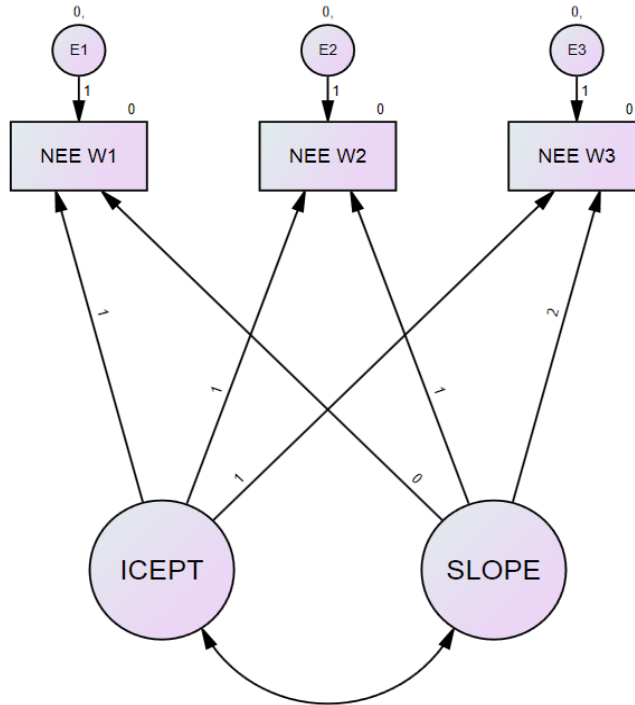 0, 0, 0,
E1 E2 E3
1 1 1
0 0 0
NEE W1 NEE W2 NEE W3
1 1 1 0 1 2
ICEPT SLOPE